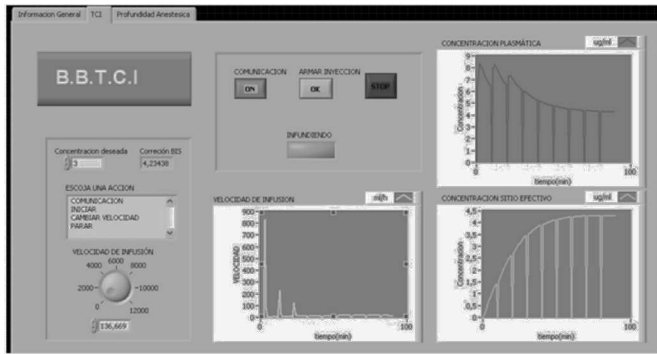 Informacion General TCI Profundidad Anestesica
B.B.T.C.I
COMUNICACION ARMAR INYECCION
ON OK STOP
INFUNDIENDO
Concentracion deseada Correción BIS
3 4,23438
ESCOJA UNA ACCION
COMUNICACION
INICIAR
CAMBIAR VELOCIDAD
PARAR
VELOCIDAD DE INFUSIÓN
0 2000 4000 6000 8000 10000 12000
136,669
VELOCIDAD DE INFUSION ml/h
VELOCIDAD
900
800
700
600
500
400
300
200
100
0
0 100
tiempo(min)
CONCENTRACION PLASMÁTICA ug/ml
Concentracion
9
8
7
6
5
4
3
2
1
0
0 100
tiempo(min)
CONCENTRACION SITIO EFECTIVO ug/ml
Concentracion
4,5
4
3,5
3
2,5
2
1,5
1
0,5
0
0 100
tiempo(min)